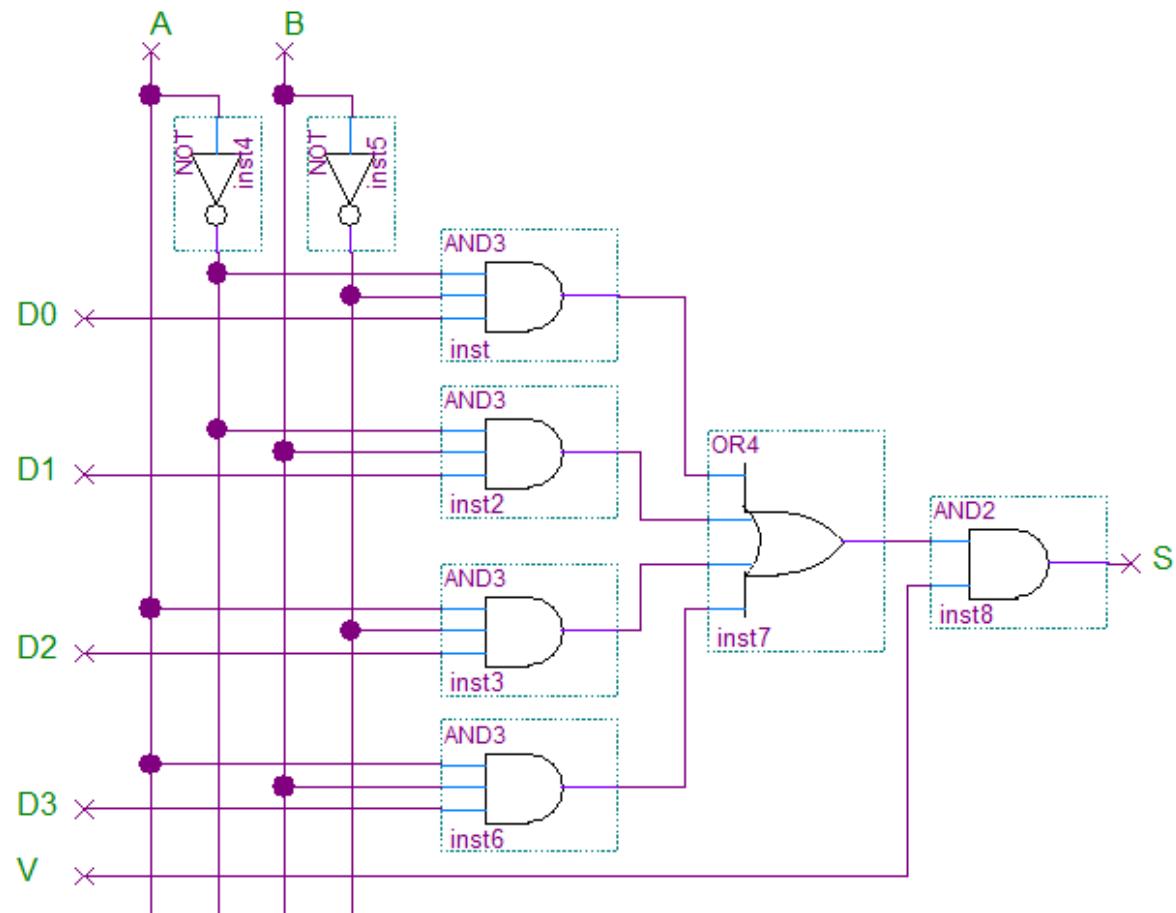 A
B
NOT
inst4
NOT
inst5
AND3
D0
inst
AND3
D1
inst2
OR4
AND2
S
inst8
AND3
inst7
D2
inst3
AND3
D3
inst6
V